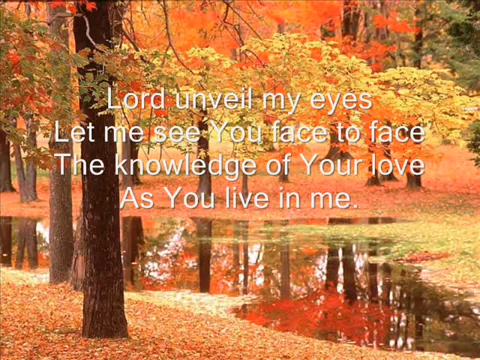 Lord unveil my eyes
Let me see You face to face
The knowledge of Your love
As You live in me.